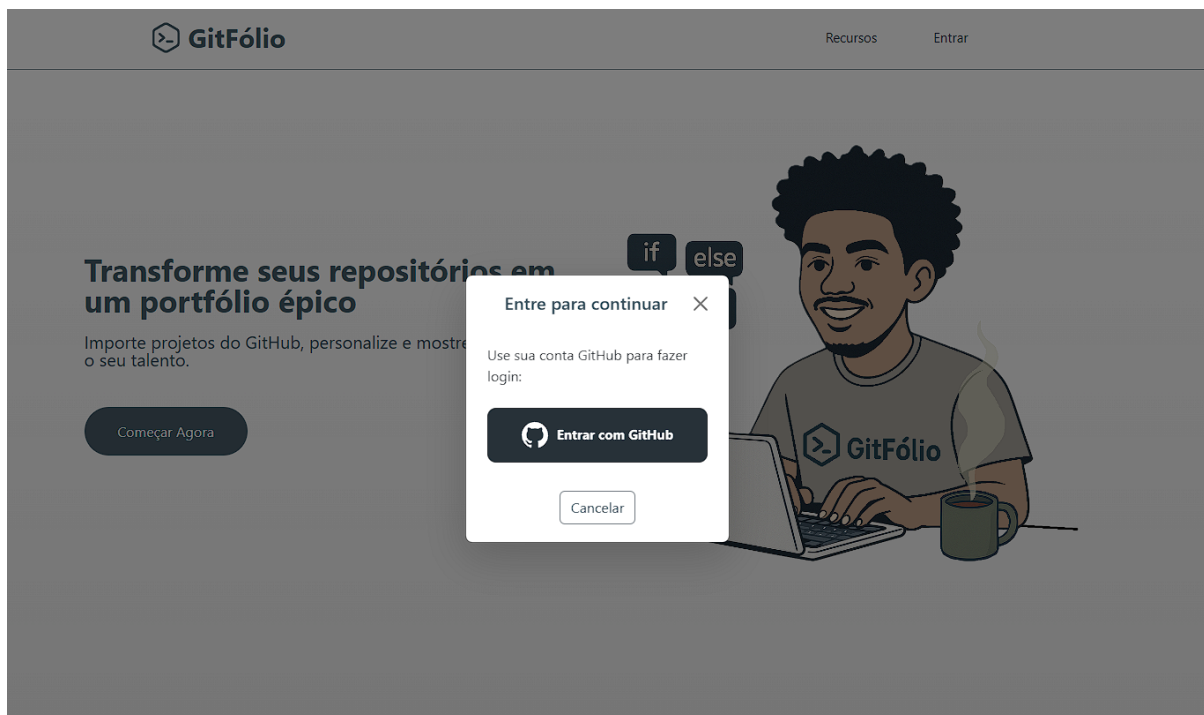 GitFólio
Recursos
Entrar
Transforme seus repositórios em
um portfólio épico
Importe projetos do GitHub, personalize e mostre
o seu talento.
Começar Agora
if
else
Entre para continuar
Use sua conta GitHub para fazer
login:
Entrar com GitHub
Cancelar
GitFólio